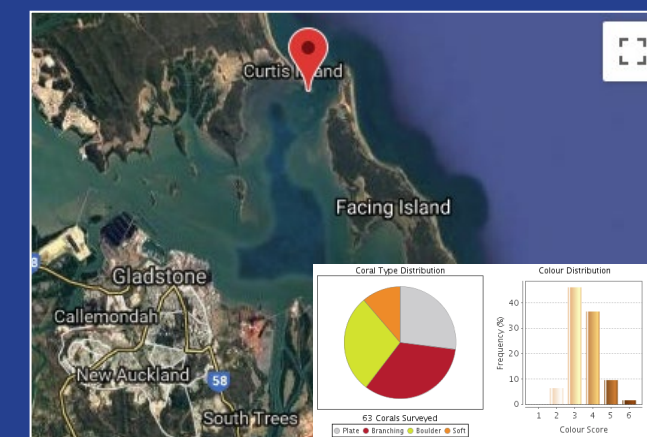 Curtis Island
Facing Island
Gladstone
8
Callemondah
New Auckland
58
South Trees
Coral Type Distribution
63 Corals Surveyed
Plate Branching Boulder Soft
Colour Distribution
Frequency (%)
40
30
20
10
0
1 2 3 4 5 6
Colour Score